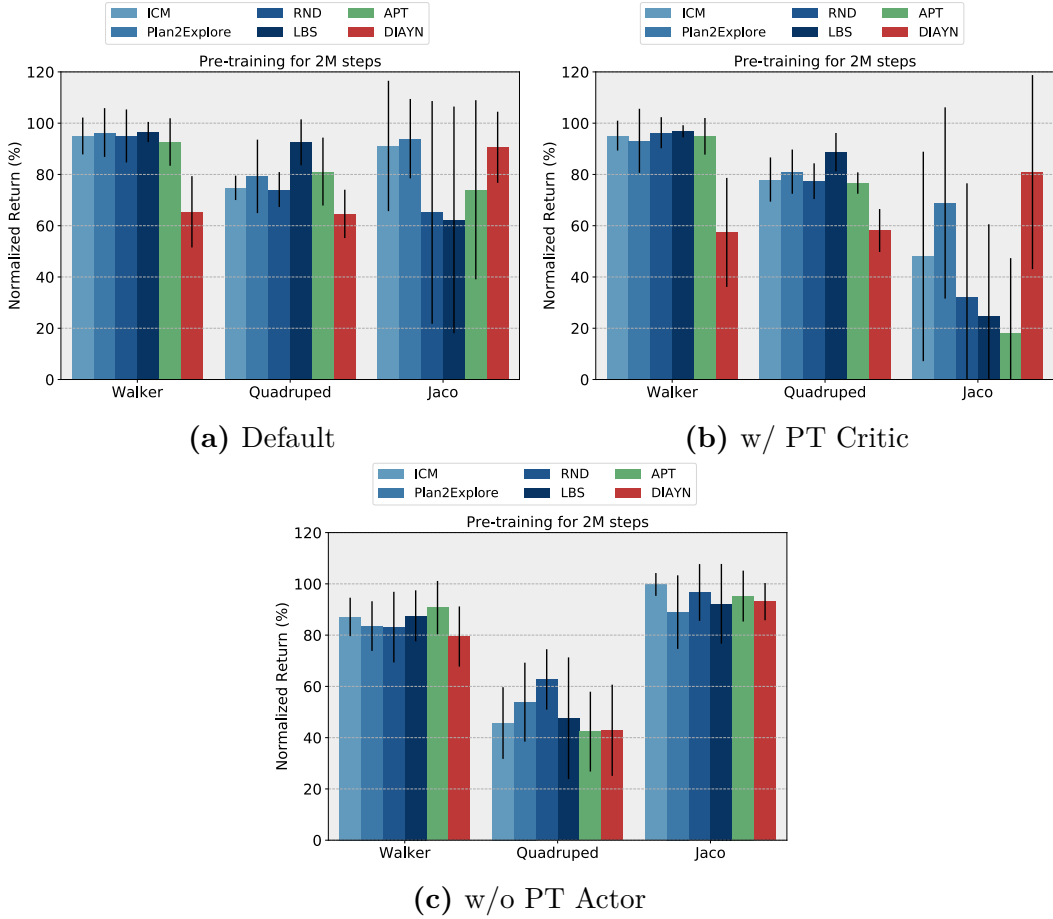 ICM RND APT
Plan2Explore LBS DIAYN
Pre-training for 2M steps
Normalized Return (%)
120
100
80
60
40
20
0
Walker Quadruped Jaco
(a) Default
ICM RND APT
Plan2Explore LBS DIAYN
Pre-training for 2M steps
Normalized Return (%)
120
100
80
60
40
20
0
Walker Quadruped Jaco
(b) w/ PT Critic
ICM RND APT
Plan2Explore LBS DIAYN
Pre-training for 2M steps
Normalized Return (%)
120
100
80
60
40
20
0
Walker Quadruped Jaco
(c) w/o PT Actor